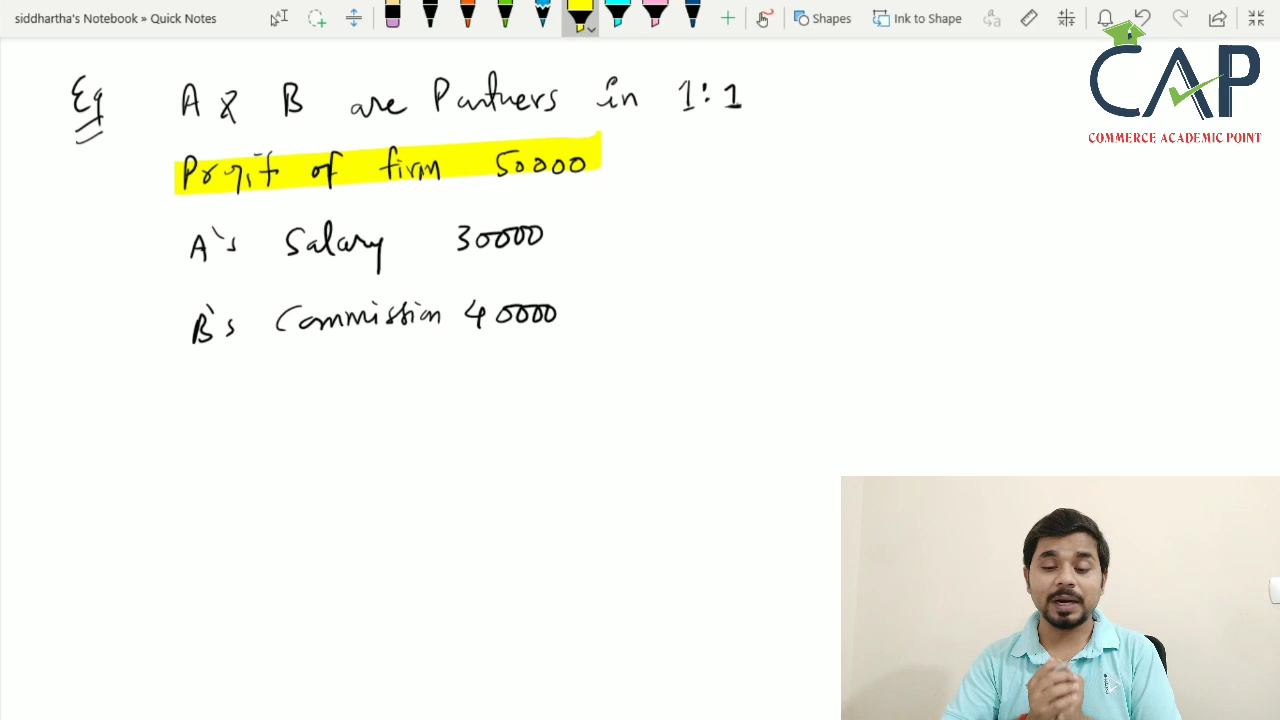 siddhartha's Notebook » Quick Notes
Shapes
Ink to Shape
CAP
COMMERCE ACADEMIC POINT
Eg A & B are Partners in 1:1
Profit of firm 50000
A's Salary 30000
B's Commission 40000